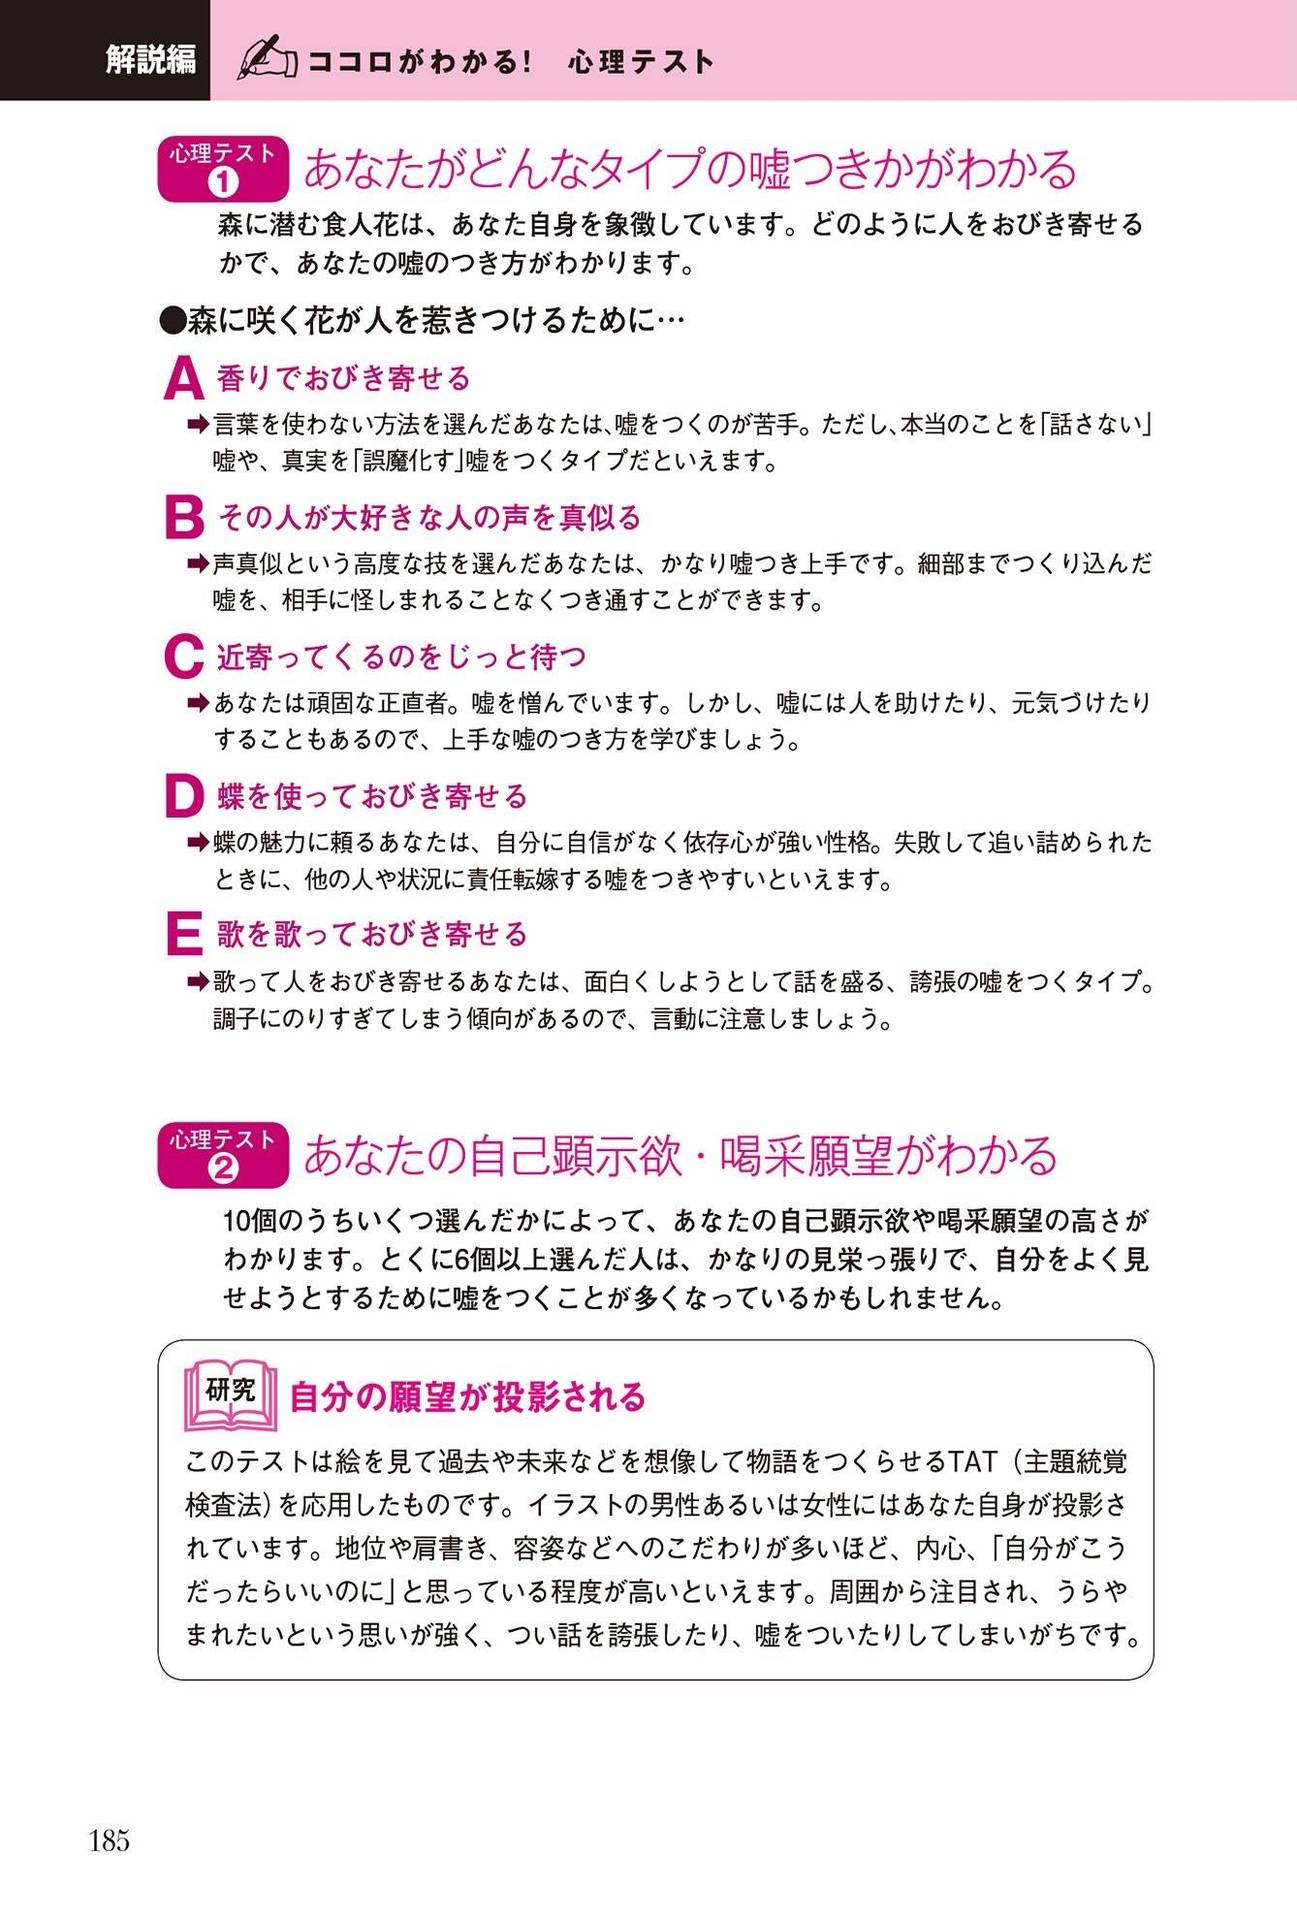 解説編
ココロがわかる! 心理テスト
心理テスト
① あなたがどんなタイプの嘘つきかがわかる
森に潜む食人花は、あなた自身を象徴しています。どのように人をおびき寄せる
かで、あなたの嘘のつき方がわかります。
●森に咲く花が人を惹きつけるために…
A 香りでおびき寄せる
➡言葉を使わない方法を選んだあなたは、嘘をつくのが苦手。ただし、本当のことを「話さない」
嘘や、真実を「誤魔化す」嘘をつくタイプだといえます。
B その人が大好きな人の声を真似る
➡声真似という高度な技を選んだあなたは、かなり嘘つき上手です。細部までつくり込んだ
嘘を、相手に怪しまれることなくつき通すことができます。
C 近寄ってくるのをじっと待つ
➡あなたは頑固な正直者。嘘を憎んでいます。しかし、嘘には人を助けたり、元気づけたり
することもあるので、上手な嘘のつき方を学びましょう。
D 蝶を使っておびき寄せる
➡蝶の魅力に頼るあなたは、自分に自信がなく依存心が強い性格。失敗して追い詰められた
ときに、他の人や状況に責任転嫁する嘘をつきやすいといえます。
E 歌を歌っておびき寄せる
➡歌って人をおびき寄せるあなたは、面白くしようとして話を盛る、誇張の嘘をつくタイプ。
調子にのりすぎてしまう傾向があるので、言動に注意しましょう。
心理テスト
② あなたの自己顕示欲・喝采願望がわかる
10個のうちいくつ選んだかによって、あなたの自己顕示欲や喝采願望の高さが
わかります。とくに6個以上選んだ人は、かなりの見栄っ張りで、自分をよく見
せようとするために嘘をつくことが多くなっているかもしれません。
研究 自分の願望が投影される
このテストは絵を見て過去や未来などを想像して物語をつくらせるTAT（主題統覚
検査法）を応用したものです。イラストの男性あるいは女性にはあなた自身が投影さ
れています。地位や肩書き、容姿などへのこだわりが多いほど、内心、「自分がこう
だったらいいのに」と思っている程度が高いといえます。周囲から注目され、うらや
まれたいという思いが強く、つい話を誇張したり、嘘をついたりしてしまいがちです。
185